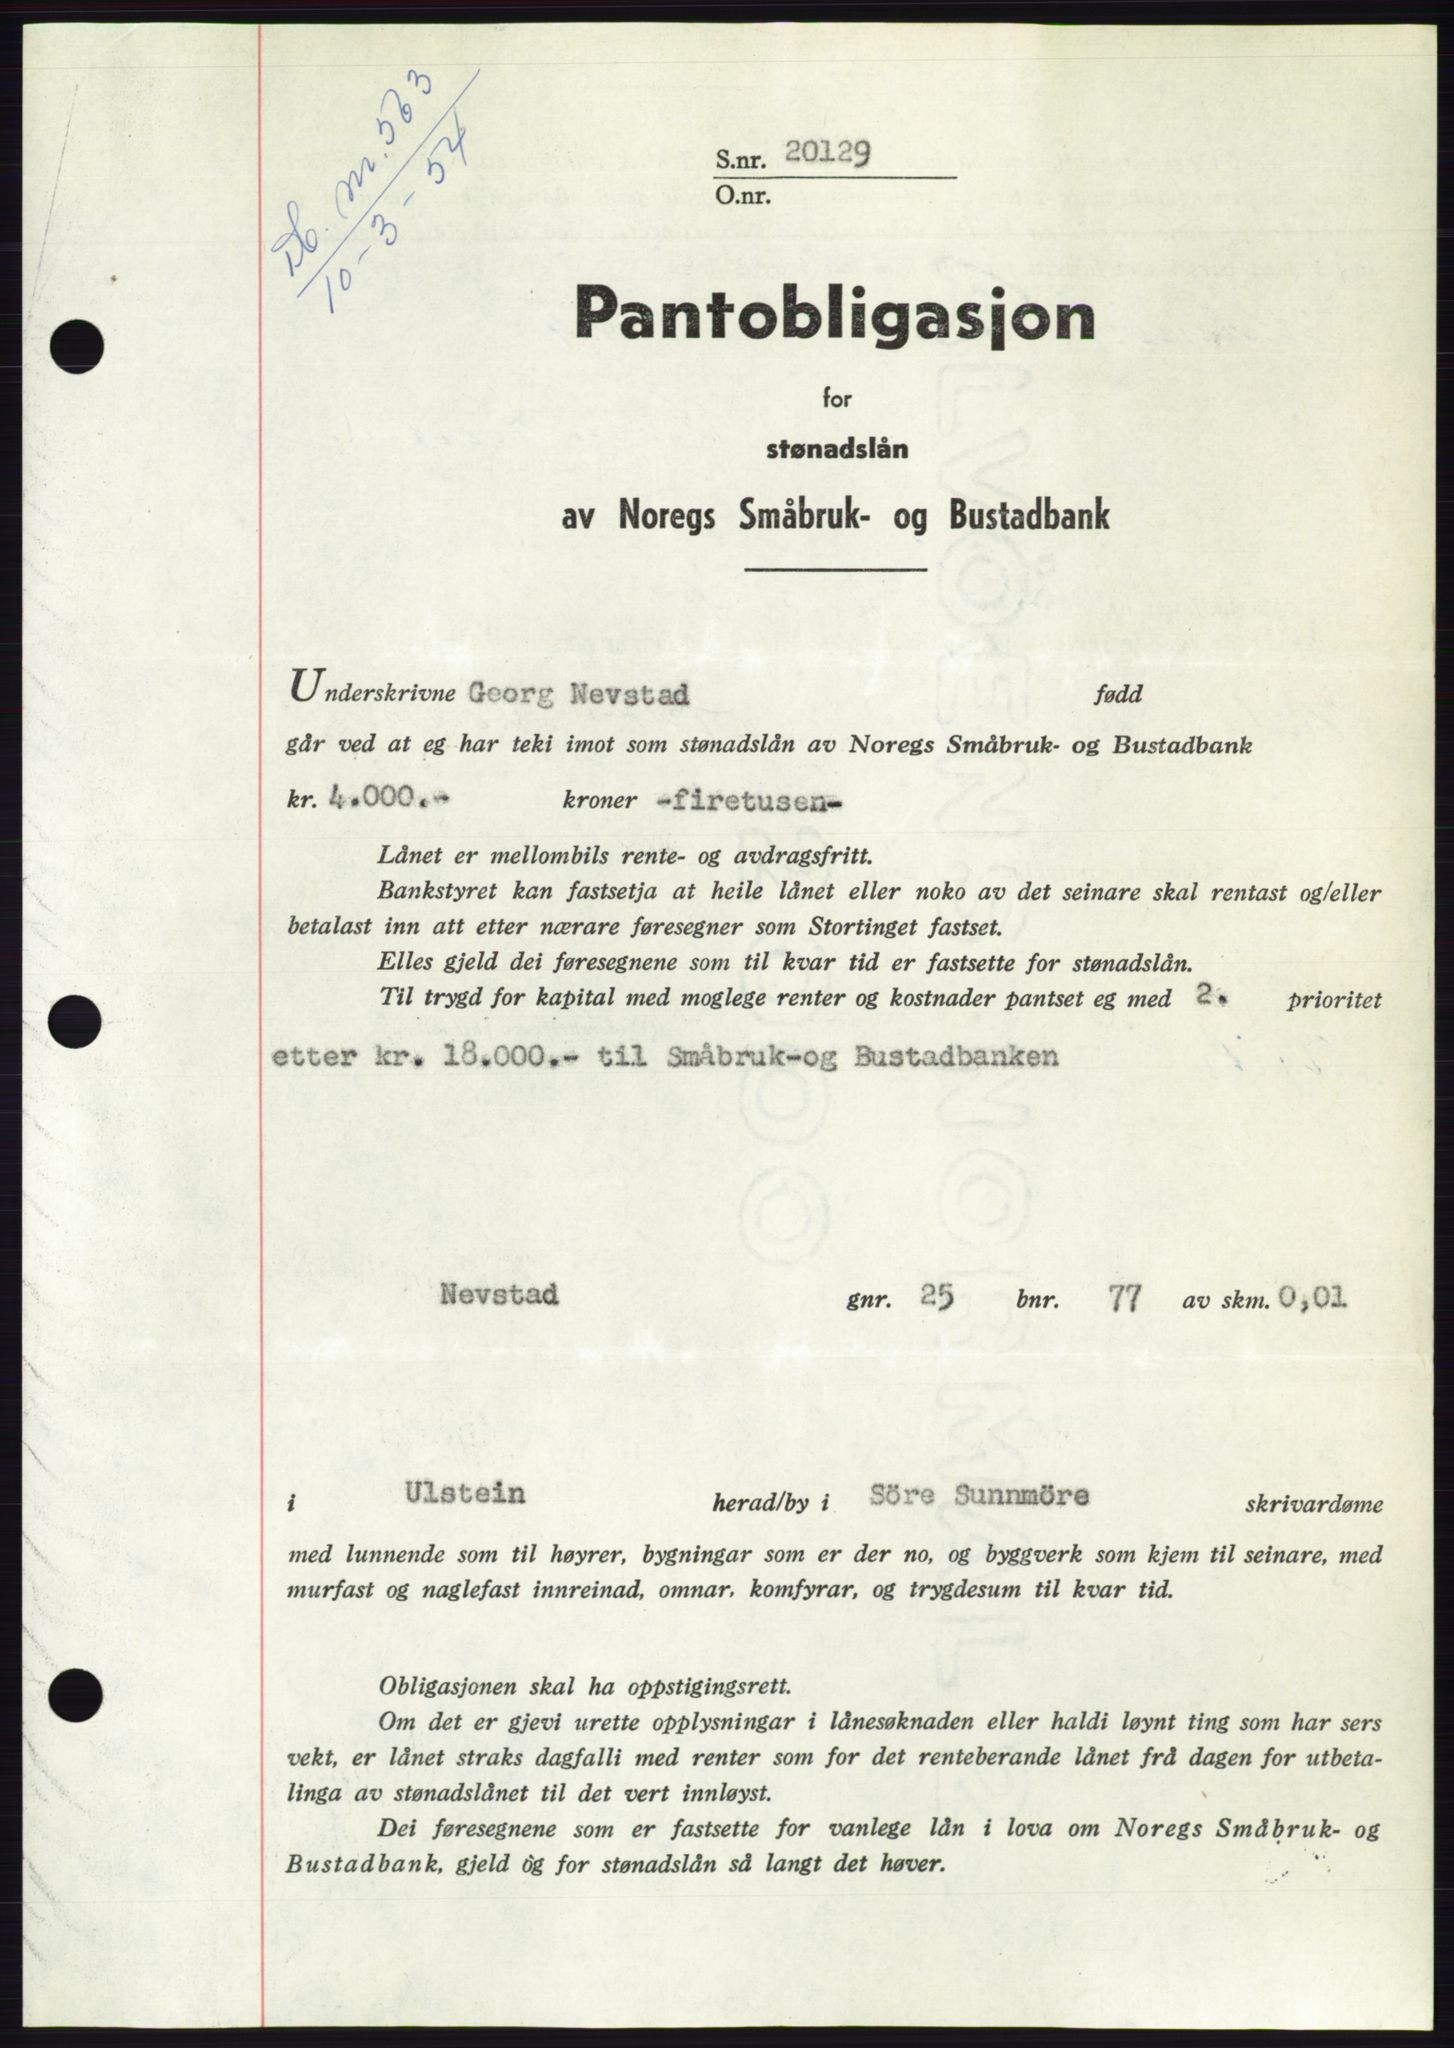 Db. nr. 563
10-3-54
S.nr. 20129
O.nr.
Pantobligasjon
for
stønadslån
av Noregs Småbruk- og Bustadbank
Underskrivne Georg Nevstad fødd
går ved at eg har teki imot som stønadslån av Noregs Småbruk- og Bustadbank
kr. 4.000.- kroner -firetusen-
Lånet er mellombils rente- og avdragsfritt.
Bankstyret kan fastsetja at heile lånet eller noko av det seinare skal rentast og/eller
betalast inn att etter nærare føresegner som Stortinget fastset.
Elles gjeld dei føresegnene som til kvar tid er fastsette for stønadslån.
Til trygd for kapital med moglege renter og kostnader pantset eg med 2. prioritet
etter kr. 18.000.- til Småbruk-og Bustadbanken
Nevstad gnr. 25 bnr. 77 av skm. 0,01
i Ulstein herad/by i Söre Sunnmöre skrivardøme
med lunnende som til høyrer, bygningar som er der no, og byggverk som kjem til seinare, med
murfast og naglefast innreinad, omnar, komfyrar, og trygdesum til kvar tid.
Obligasjonen skal ha oppstigingsrett.
Om det er gjevi urette opplysningar i lånesøknaden eller haldi løynt ting som har sers
vekt, er lånet straks dagfalli med renter som for det renteberande lånet frå dagen for utbeta-
linga av stønadslånet til det vert innløyst.
Dei føresegnene som er fastsette for vanlege lån i lova om Noregs Småbruk- og
Bustadbank, gjeld òg for stønadslån så langt det høver.